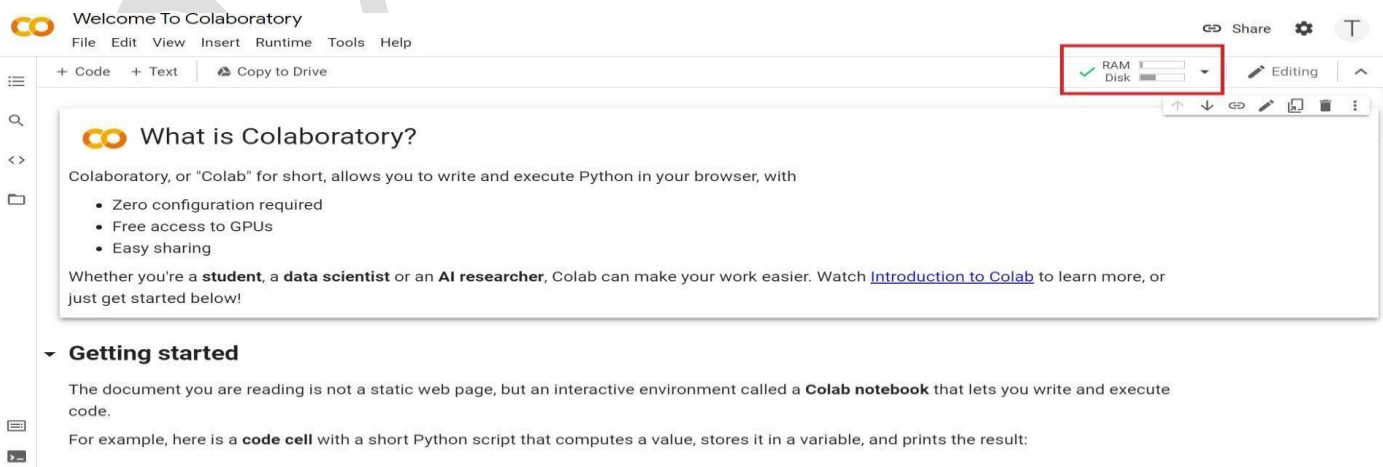 Welcome To Colaboratory
Share
T
File Edit View Insert Runtime Tools Help
+ Code + Text Copy to Drive
RAM
Disk
Editing
What is Colaboratory?
Colaboratory, or "Colab" for short, allows you to write and execute Python in your browser, with
• Zero configuration required
• Free access to GPUs
• Easy sharing
Whether you're a student, a data scientist or an AI researcher, Colab can make your work easier. Watch Introduction to Colab to learn more, or
just get started below!
Getting started
The document you are reading is not a static web page, but an interactive environment called a Colab notebook that lets you write and execute
code.
For example, here is a code cell with a short Python script that computes a value, stores it in a variable, and prints the result: